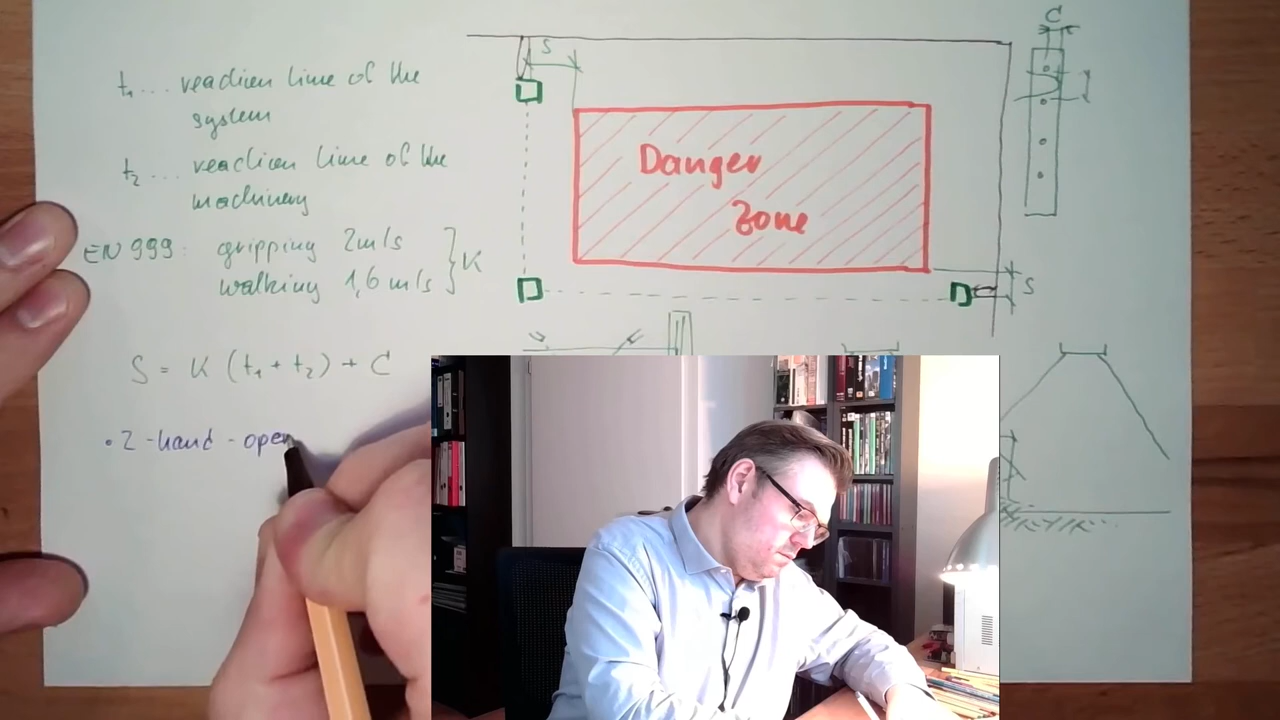 t₁ ... reaction time of the
system
t₂ ... reaction time of the
machinery
EN 999: gripping 2m/s
walking 1,6 m/s } K
S = K (t₁ + t₂) + C
• 2-hand-open
S
Danger
Zone
S
C